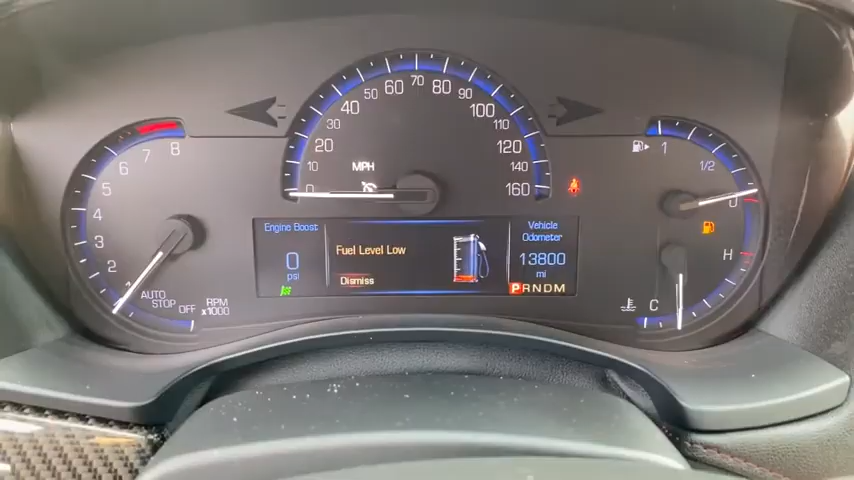 8
7
6
5
4
3
2
AUTO
STOP
OFF
RPM
x1000
0
10
20
30
40
50
60
70
80
90
100
110
120
140
160
MPH
Engine Boost
0
psi
Fuel Level Low
Dismiss
Vehicle
Odometer
13800
mi
PRNDM
1
1/2
0
H
C